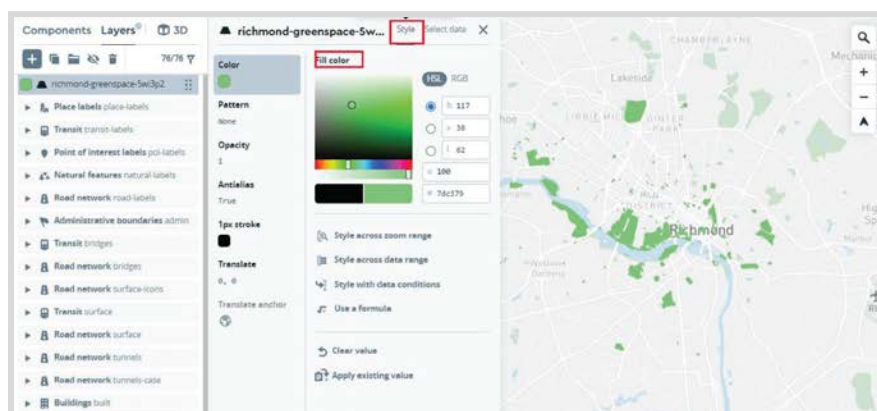 Components Layers 3D
76/76
richmond-greenspace-5wi3p2
Place labels place-labels
Transit transit-labels
Point of interest labels poi-labels
Natural features natural-labels
Road network road-labels
Administrative boundaries admin
Transit bridges
Road network bridges
Road network surface-icons
Transit surface
Road network surface
Road network tunnels
Road network tunnels-case
Buildings built
richmond-greenspace-5w... Style Select data
Color
Pattern
None
Opacity
1
Antialias
True
1px stroke
Translate
0, 0
Translate anchor
Fill color
HSL RGB
h 117
s 38
l 62
100
# 7dc379
Style across zoom range
Style across data range
Style with data conditions
Use a formula
Clear value
Apply existing value
CHAMBERLAYNE
Mechanic
Lakeside
PARK
DISTRICT
Richmond